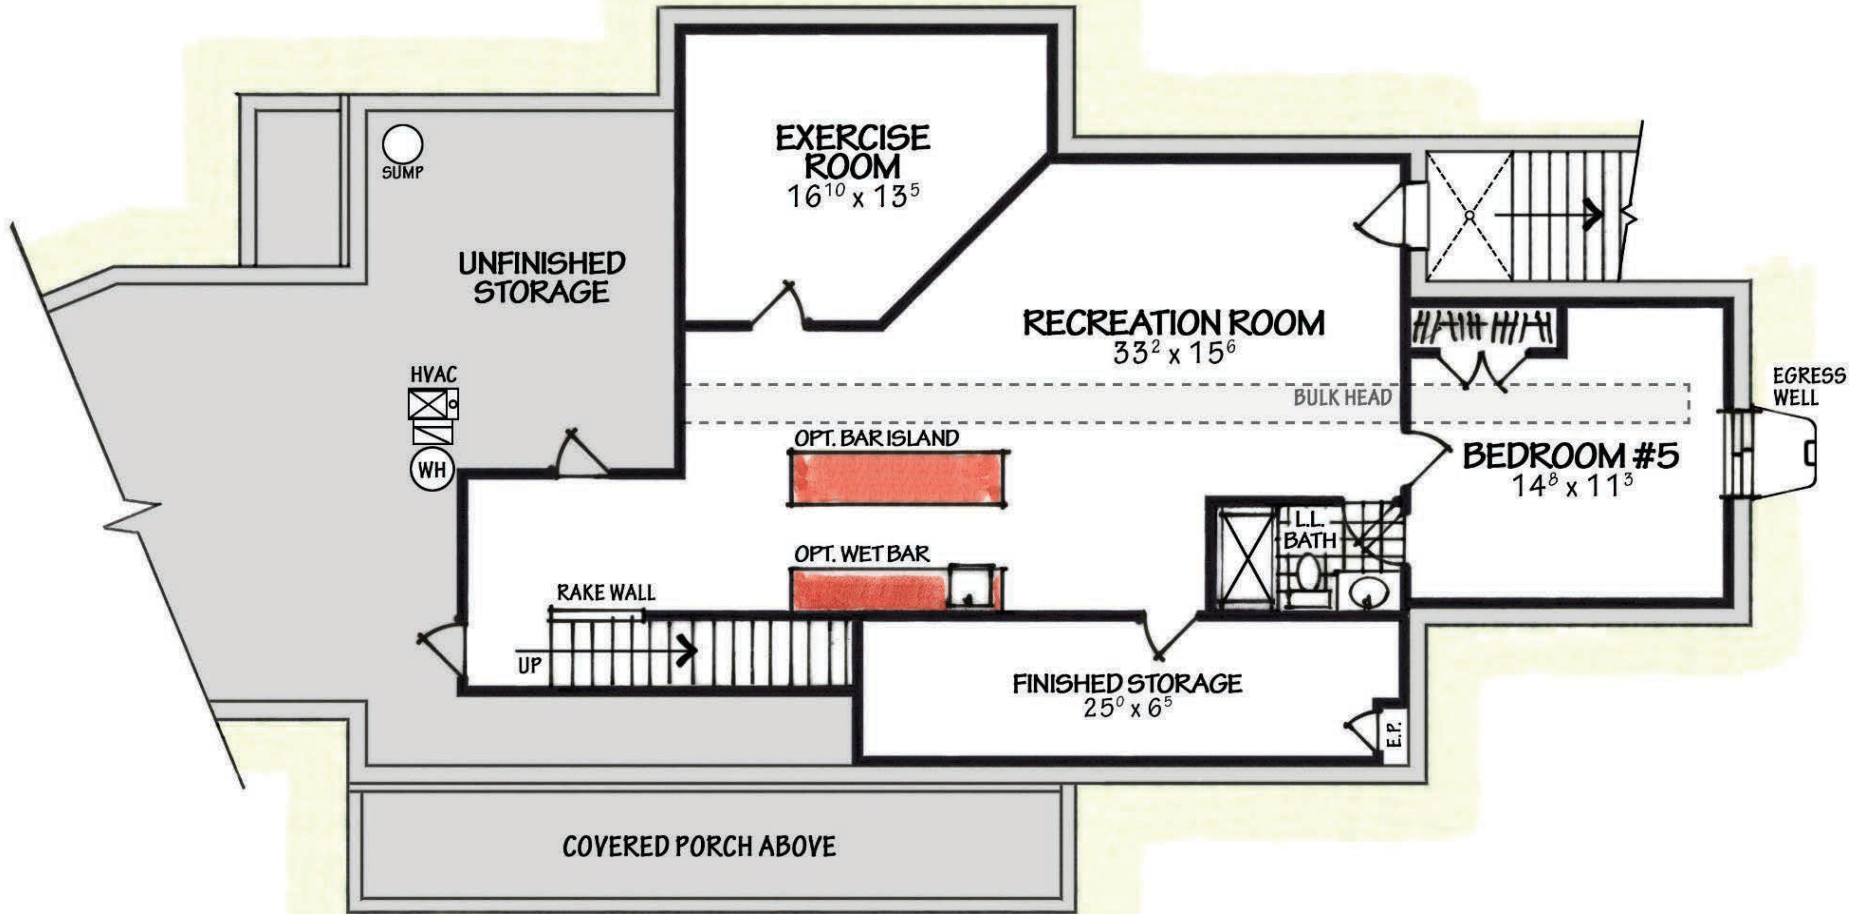 EXERCISE
ROOM
16¹⁰ x 13⁵
SUMP
UNFINISHED
STORAGE
RECREATION ROOM
33² x 15⁶
HVAC
WH
BULK HEAD
EGRESS
WELL
OPT. BAR ISLAND
BEDROOM #5
14⁸ x 11³
L.L.
BATH
OPT. WET BAR
RAKE WALL
UP
FINISHED STORAGE
25⁰ x 6⁵
E.P.
COVERED PORCH ABOVE